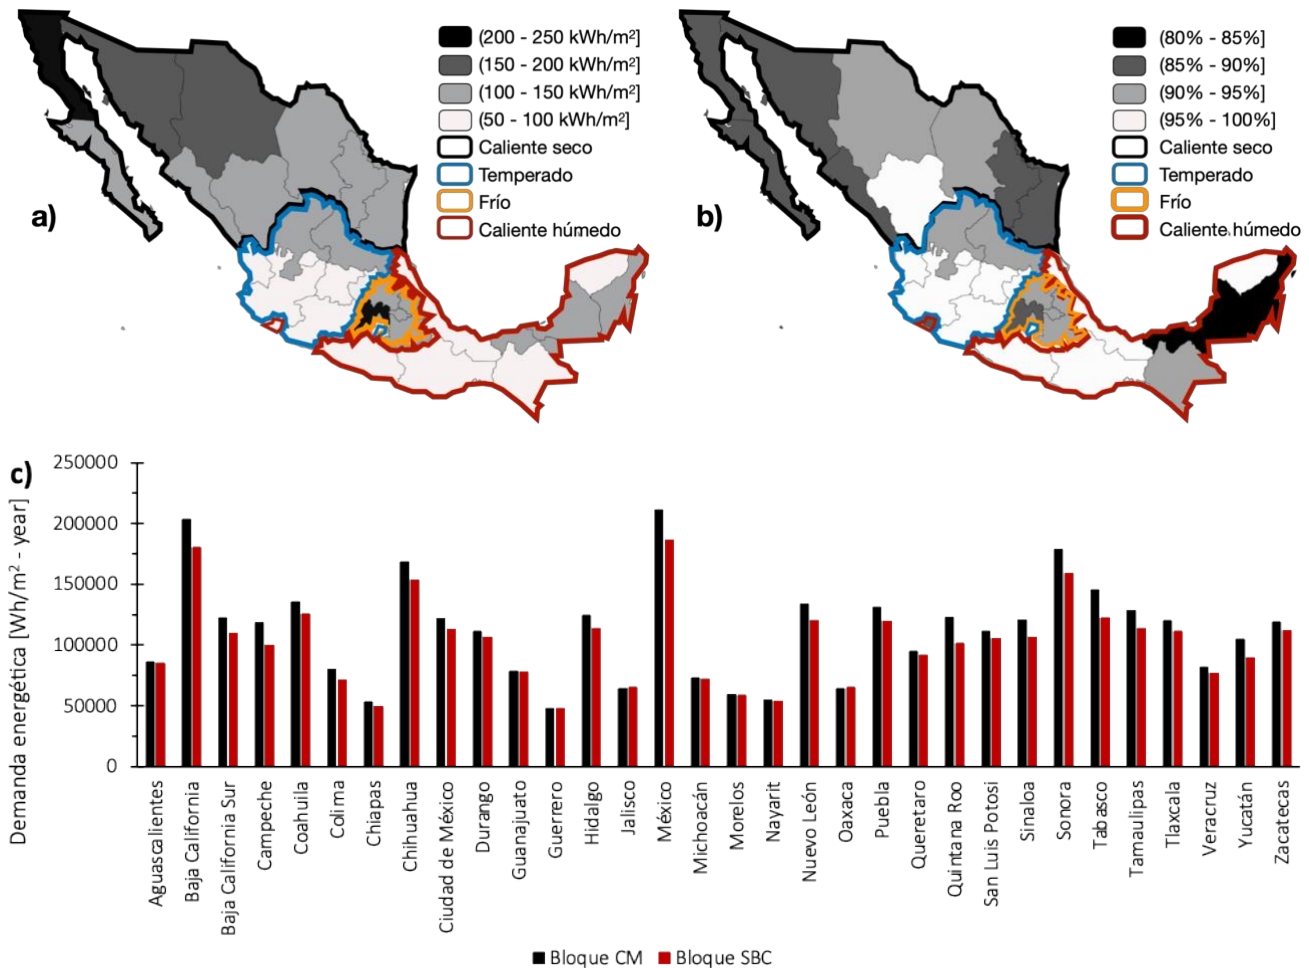 (200 - 250 kWh/m²]
(150 - 200 kWh/m²]
(100 - 150 kWh/m²]
(50 - 100 kWh/m²]
Caliente seco
Temperado
Frío
Caliente húmedo
a)
(80% - 85%]
(85% - 90%]
(90% - 95%]
(95% - 100%]
Caliente seco
Temperado
Frío
Caliente húmedo
b)
c)
Demanda energética [Wh/m² - year]
250000
200000
150000
100000
50000
0
Aguascalientes
Baja California
Baja California Sur
Campeche
Coahuila
Colima
Chiapas
Chihuahua
Ciudad de México
Durango
Guanajuato
Guerrero
Hidalgo
Jalisco
México
Michoacán
Morelos
Nayarit
Nuevo León
Oaxaca
Puebla
Queretaro
Quintana Roo
San Luis Potosí
Sinaloa
Sonora
Tabasco
Tamaulipas
Tlaxcala
Veracruz
Yucatán
Zacatecas
Bloque CM
Bloque SBC